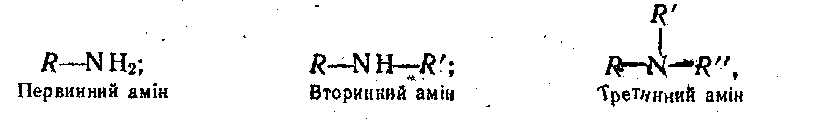 R—NH₂;
Первинний амін
R—NH—R′;
Вторинний амін
R′
R—N—R″,
Третинний амін